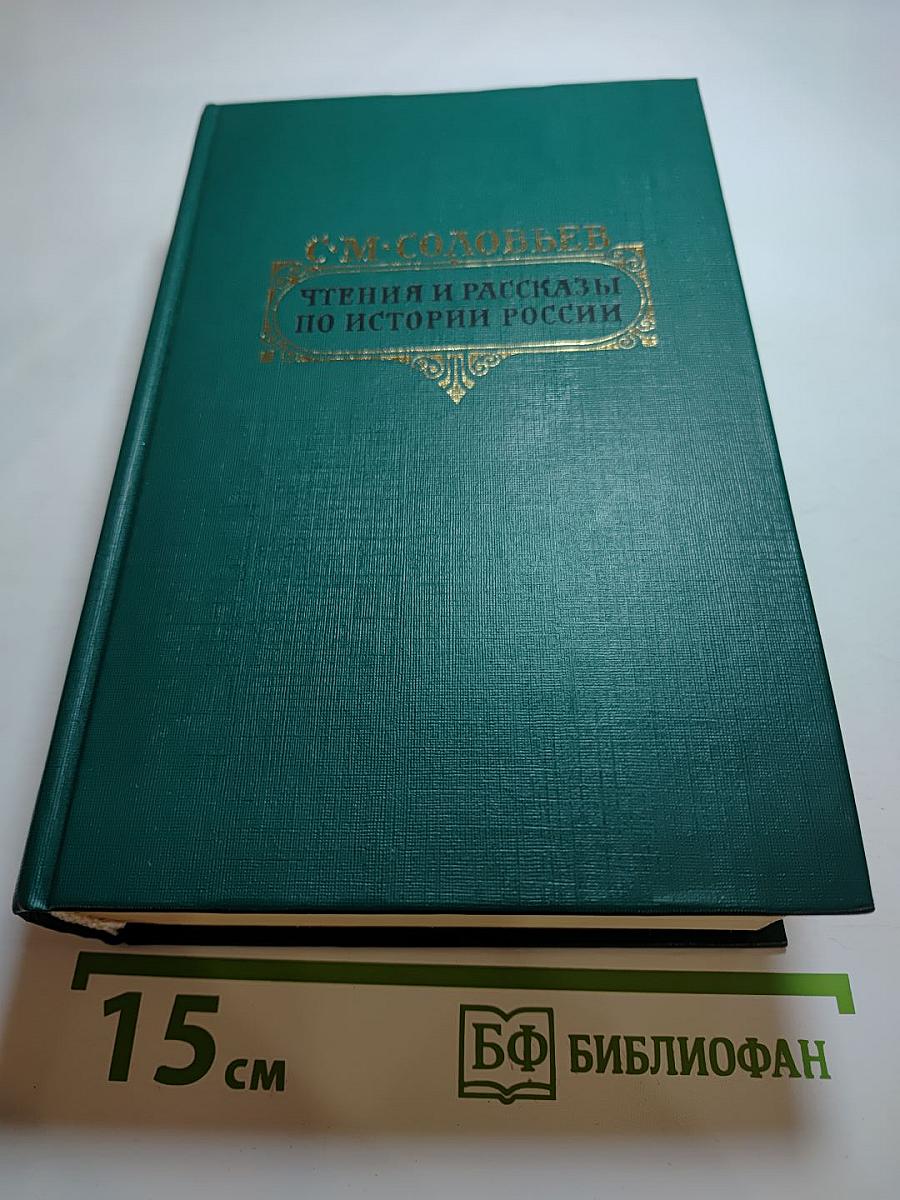 С·М·СОЛОВЬЕВ
ЧТЕНИЯ И РАССКАЗЫ
ПО ИСТОРИИ РОССИИ
15 см
БФ БИБЛИОФАН